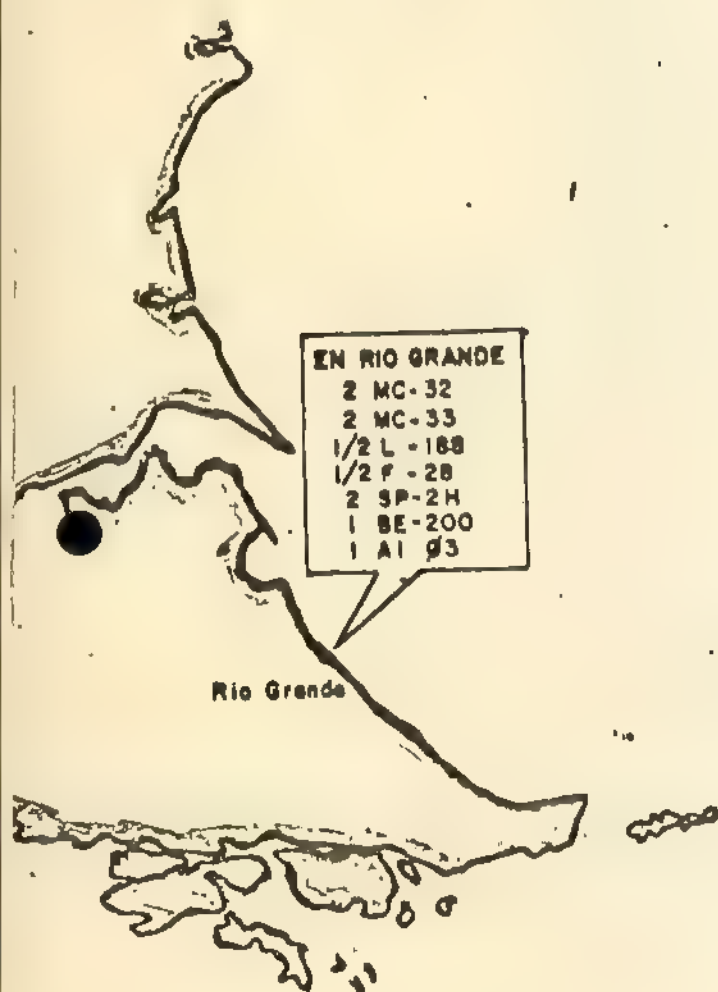 EN RIO GRANDE
2 MC-32
2 MC-33
1/2 L-188
1/2 F-28
2 SP-2H
1 BE-200
1 AI Ø3
Rio Grande